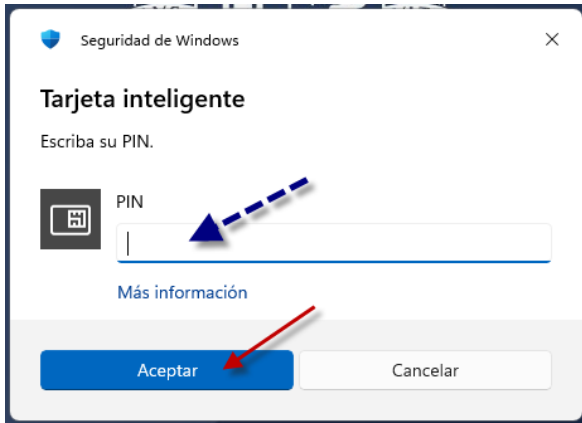 Seguridad de Windows
Tarjeta inteligente
Escriba su PIN.
PIN
Más información
Aceptar
Cancelar